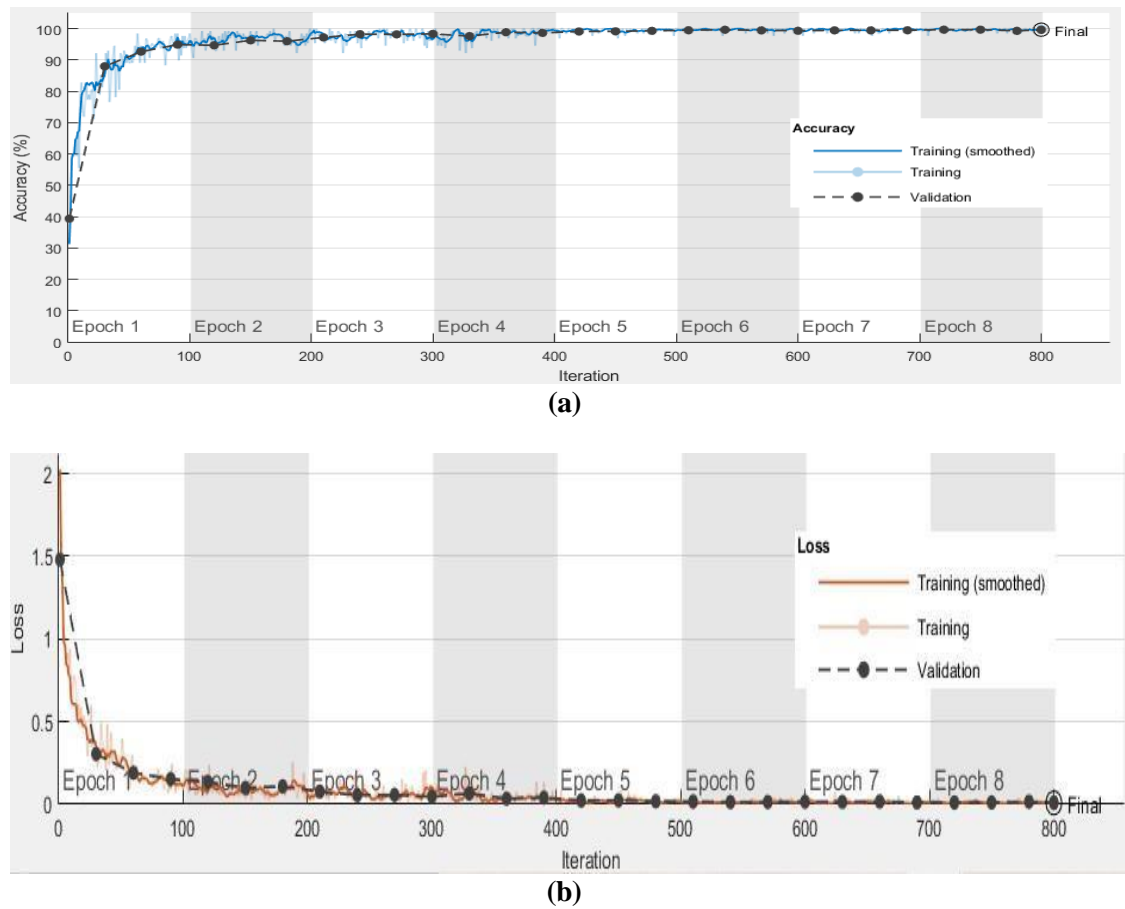 100
90
80
70
60
50
40
30
20
10
0
Accuracy (%)
Final
Accuracy
Training (smoothed)
Training
Validation
Epoch 1 Epoch 2 Epoch 3 Epoch 4 Epoch 5 Epoch 6 Epoch 7 Epoch 8
0 100 200 300 400 500 600 700 800
Iteration
(a)
2
1.5
1
0.5
0
Loss
Loss
Training (smoothed)
Training
Validation
Epoch 1 Epoch 2 Epoch 3 Epoch 4 Epoch 5 Epoch 6 Epoch 7 Epoch 8
Final
0 100 200 300 400 500 600 700 800
Iteration
(b)